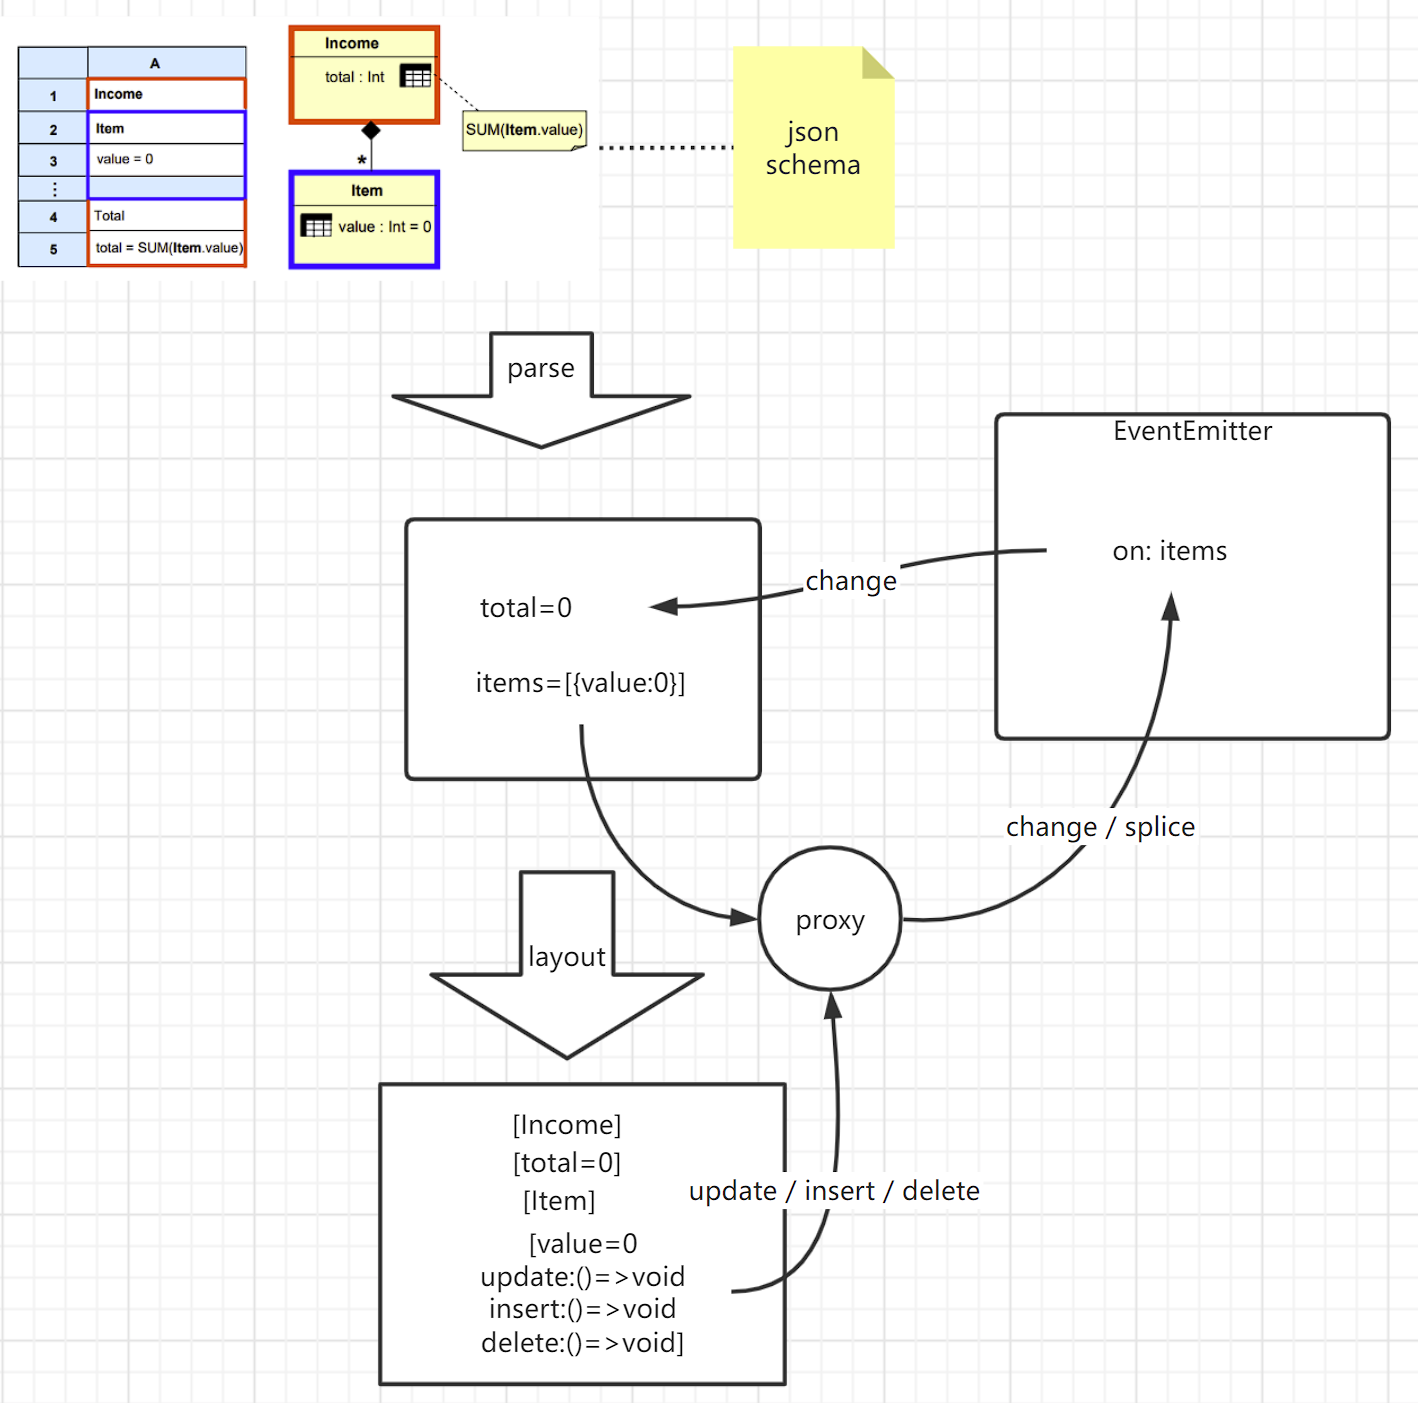 A
1
Income
2
Item
3
value = 0
⋮
4
Total
5
total = SUM(Item.value)
Income
total : Int
SUM(Item.value)
*
Item
value : Int = 0
json
schema
parse
EventEmitter
on: items
change
total=0
items=[{value:0}]
change / splice
proxy
layout
[Income]
[total=0]
[Item]
update / insert / delete
[value=0
update:()=>void
insert:()=>void
delete:()=>void]